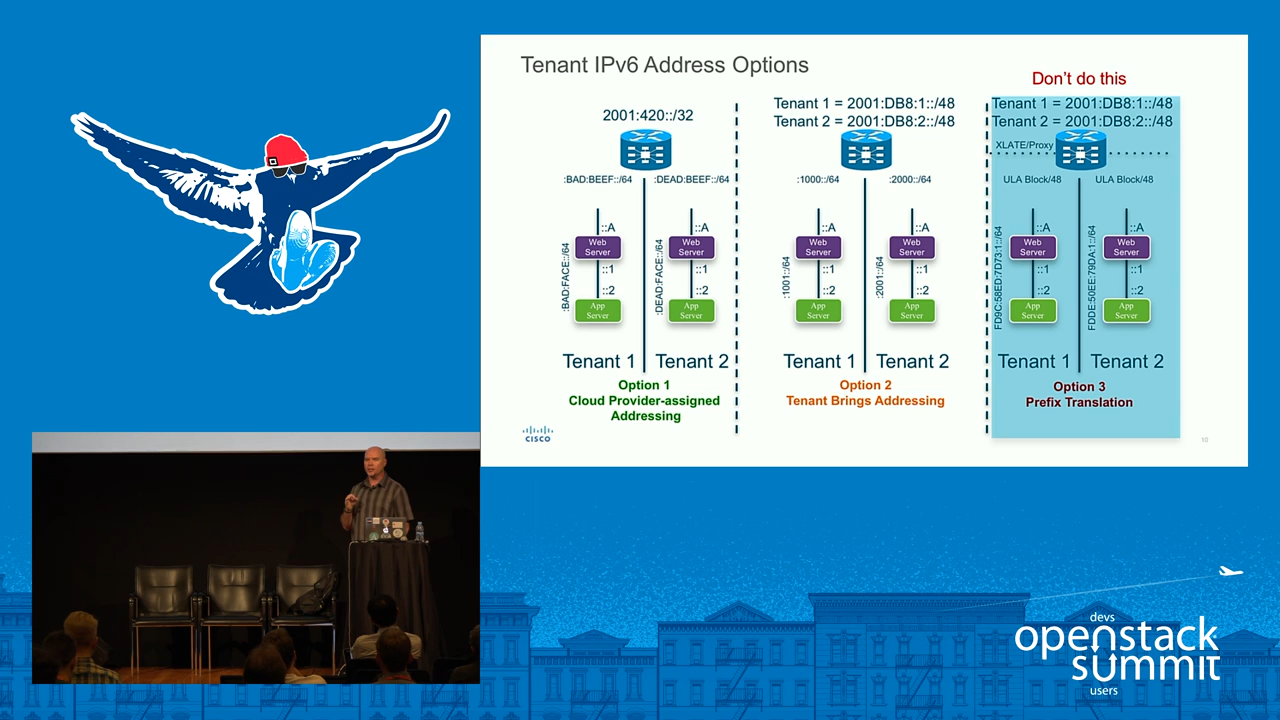 Tenant IPv6 Address Options
2001:420::/32
:BAD:BEEF::/64
:DEAD:BEEF::/64
:BAD:FACE::/64
::A
Web
Server
::1
::2
App
Server
:DEAD:FACE::/64
::A
Web
Server
::1
::2
App
Server
Tenant 1
Tenant 2
Option 1
Cloud Provider-assigned
Addressing
Tenant 1 = 2001:DB8:1::/48
Tenant 2 = 2001:DB8:2::/48
:1000::/64
:2000::/64
:1001::/64
::A
Web
Server
::1
::2
App
Server
:2001::/64
::A
Web
Server
::1
::2
App
Server
Tenant 1
Tenant 2
Option 2
Tenant Brings Addressing
Don't do this
Tenant 1 = 2001:DB8:1::/48
Tenant 2 = 2001:DB8:2::/48
XLATE/Proxy
ULA Block/48
ULA Block/48
FD9C:58ED:7D73:1::/64
::A
Web
Server
::1
::2
App
Server
FDDE:50EE:79DA:1::/64
::A
Web
Server
::1
::2
App
Server
Tenant 1
Tenant 2
Option 3
Prefix Translation
CISCO
devs
openstack
summit
users